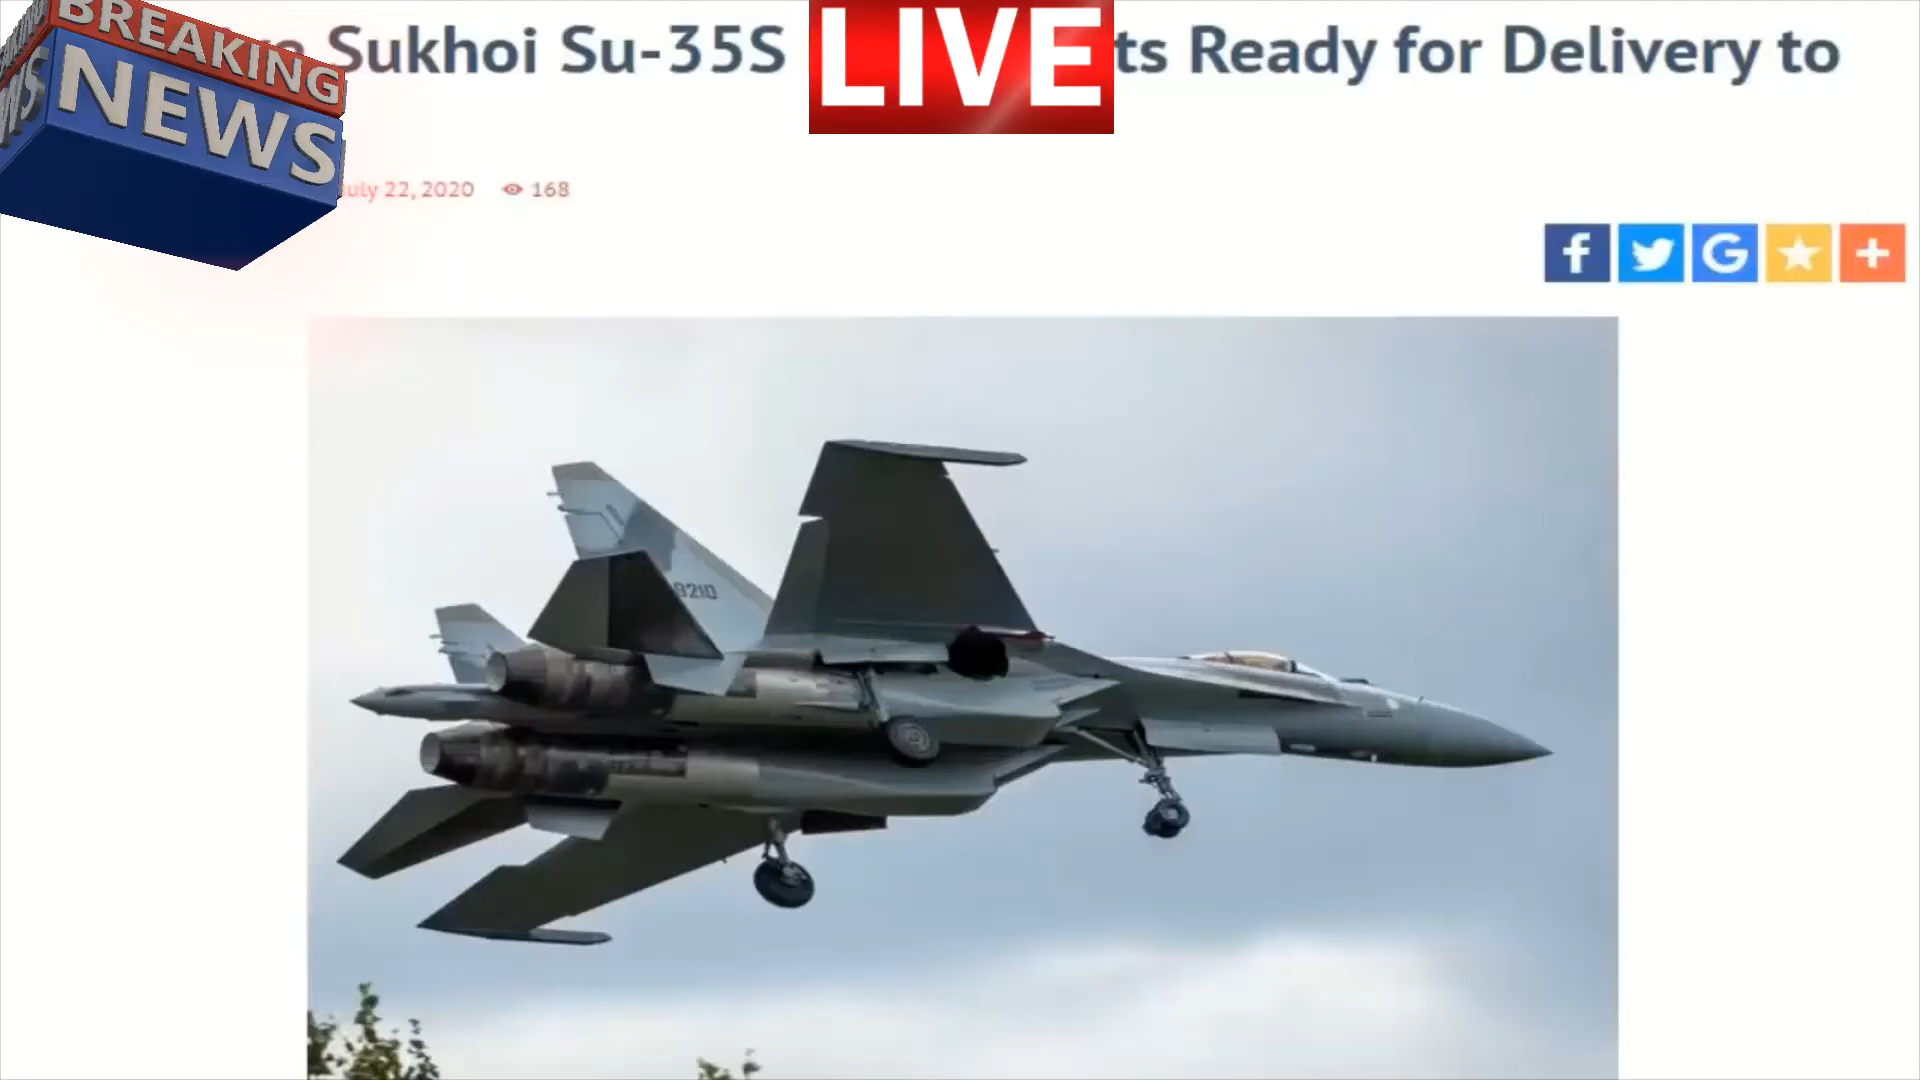 BREAKING
NEWS
Sukhoi Su-35S
LIVE
ts Ready for Delivery to
uly 22, 2020
168
9210